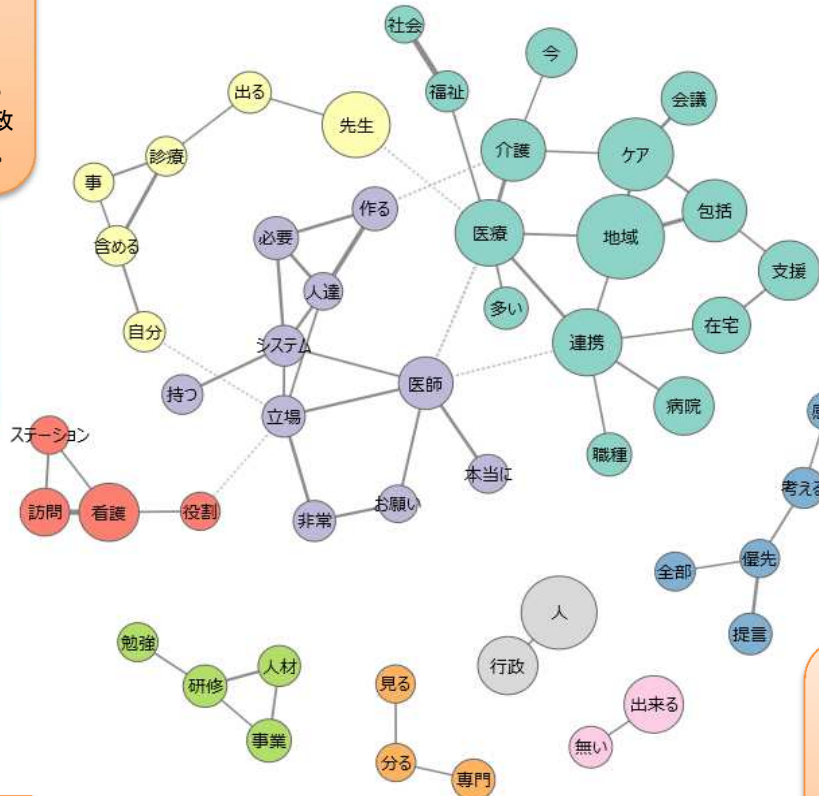 政
社会
今
福祉
会議
出る
先生
介護
ケア
診療
事
包括
作る
医療
地域
必要
含める
支援
人達
多い
在宅
自分
連携
システム
医師
持つ
立場
病院
ステーション
職種
本当に
考える
訪問
看護
役割
お願い
非常
優先
全部
人
提言
勉強
行政
人材
研修
見る
出来る
事業
無い
分る
専門